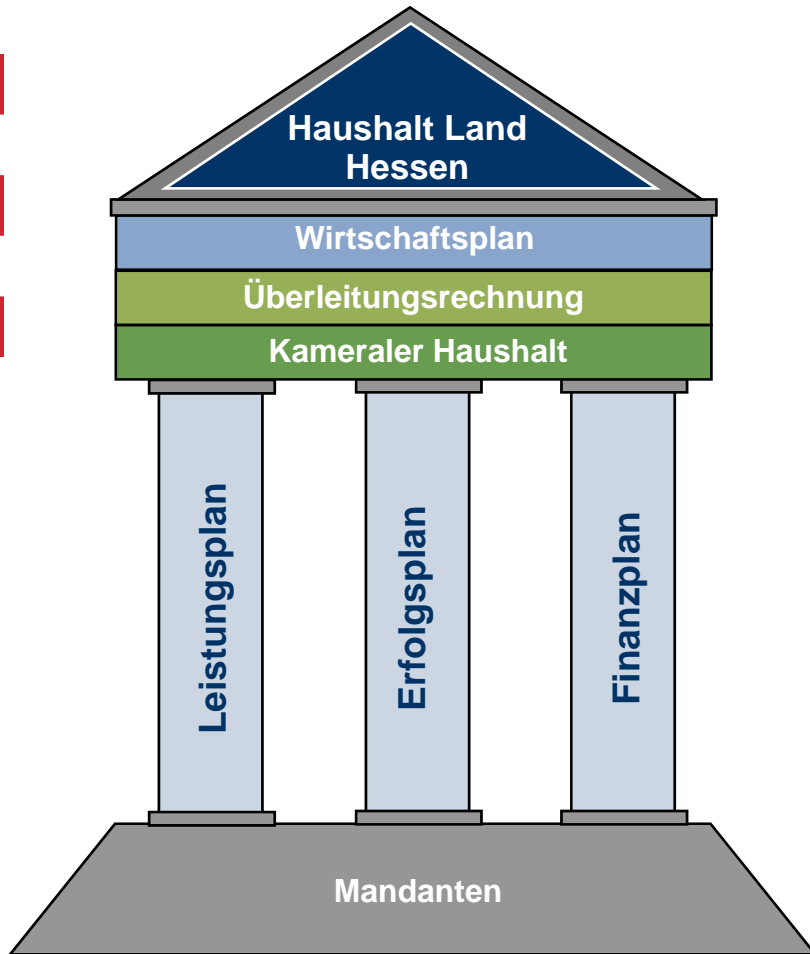 Haushalt Land
Hessen
Wirtschaftsplan
Überleitungsrechnung
Kameraler Haushalt
Leistungsplan
Erfolgsplan
Finanzplan
Mandanten